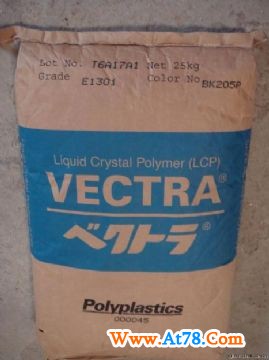 Lot No. T6A17A1 Net 25kg
Grade E1301 Color No BK205P
Liquid Crystal Polymer (LCP)
VECTRA®
ベクトラ®
Polyplastics
000045
Www.At78.Com